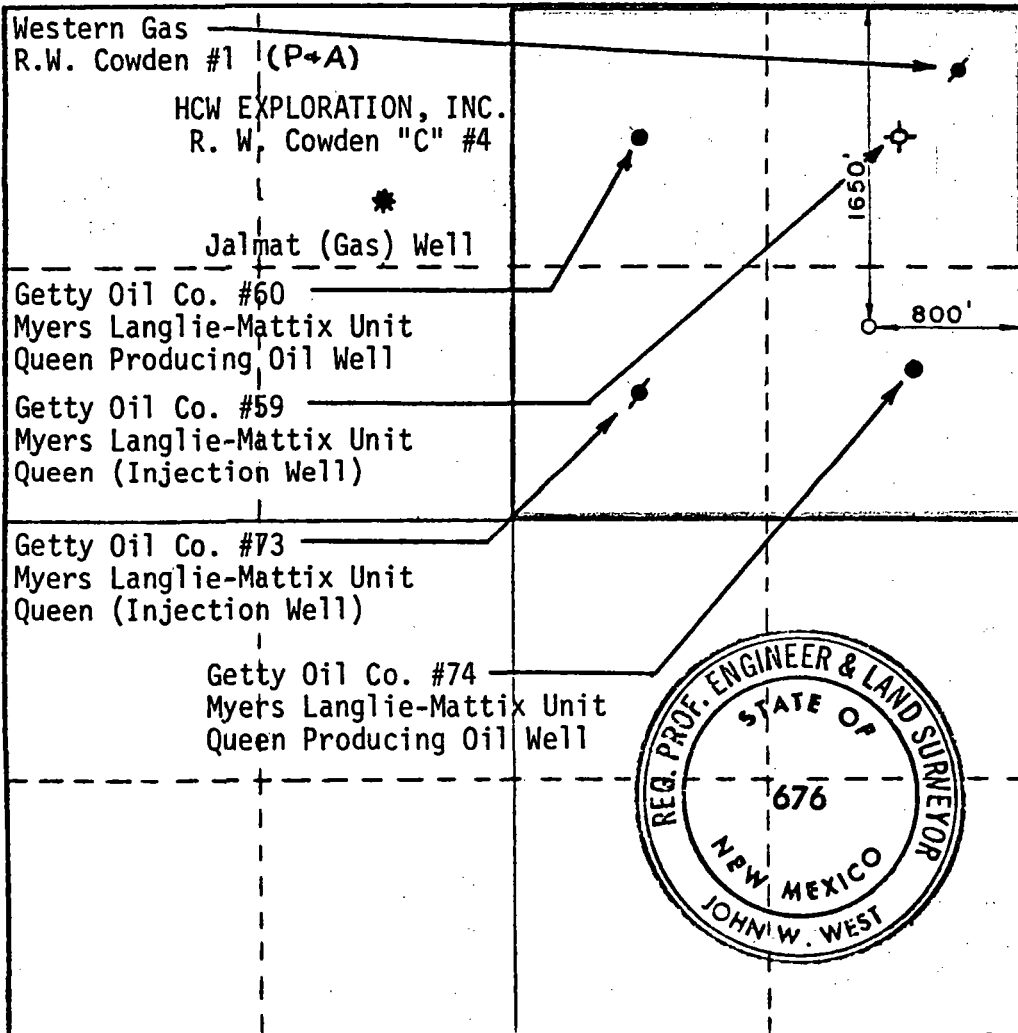 Western Gas
R.W. Cowden #1 (P+A)
HCW EXPLORATION, INC.
R. W. Cowden "C" #4
Jalmat (Gas) Well
1650'
800'
Getty Oil Co. #60
Myers Langlie-Mattix Unit
Queen Producing Oil Well
Getty Oil Co. #59
Myers Langlie-Mattix Unit
Queen (Injection Well)
Getty Oil Co. #73
Myers Langlie-Mattix Unit
Queen (Injection Well)
Getty Oil Co. #74
Myers Langlie-Mattix Unit
Queen Producing Oil Well
REG. PROF. ENGINEER & LAND SURVEYOR
STATE OF
676
NEW MEXICO
JOHN W. WEST